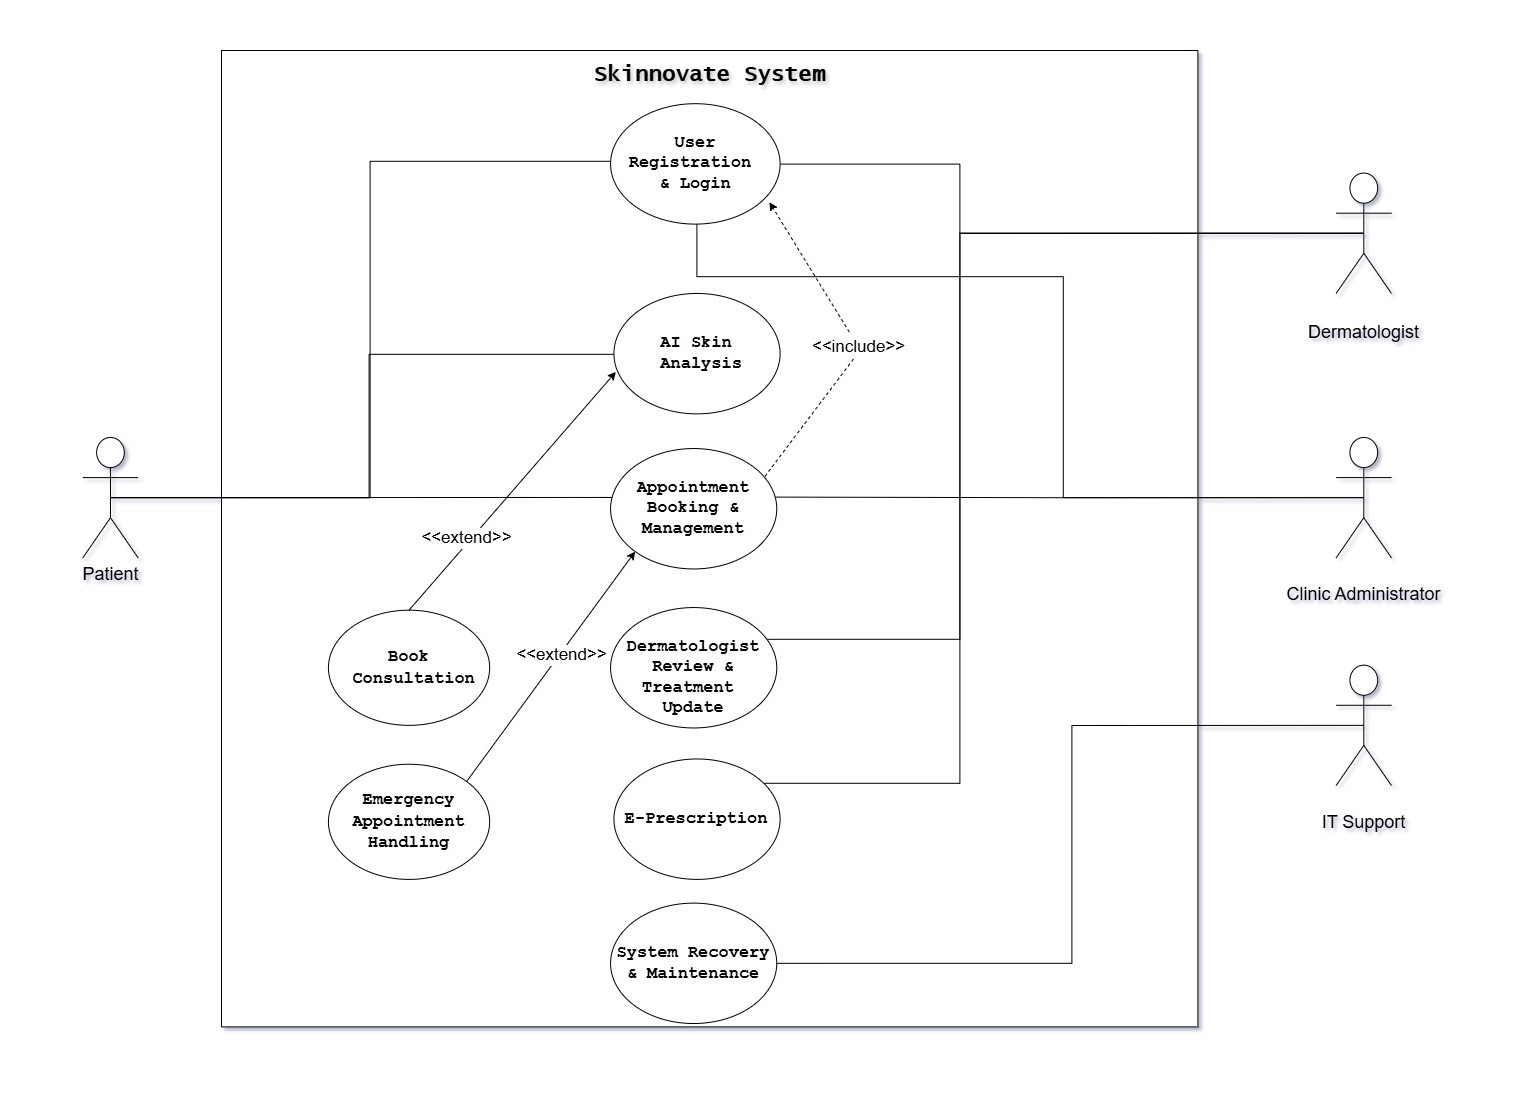 Skinnovate System
User
Registration
& Login
Dermatologist
AI Skin
Analysis
<<include>>
Appointment
Booking &
Management
Patient
Clinic Administrator
<<extend>>
<<extend>>
Book
Consultation
Dermatologist
Review &
Treatment
Update
Emergency
Appointment
Handling
E-Prescription
IT Support
System Recovery
& Maintenance